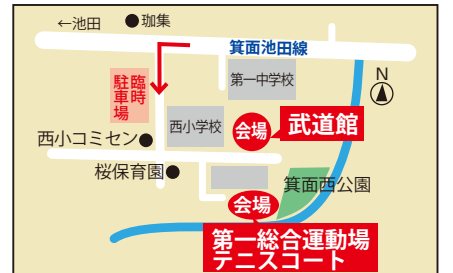 ←池田
珈集
箕面池田線
N
第一中学校
臨時
駐車場
西小学校
会場
武道館
西小コミセン
桜保育園
箕面西公園
会場
第一総合運動場
テニスコート